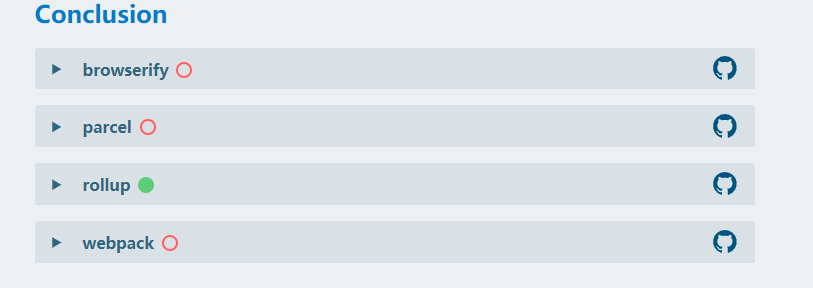 Conclusion
browserify
parcel
rollup
webpack